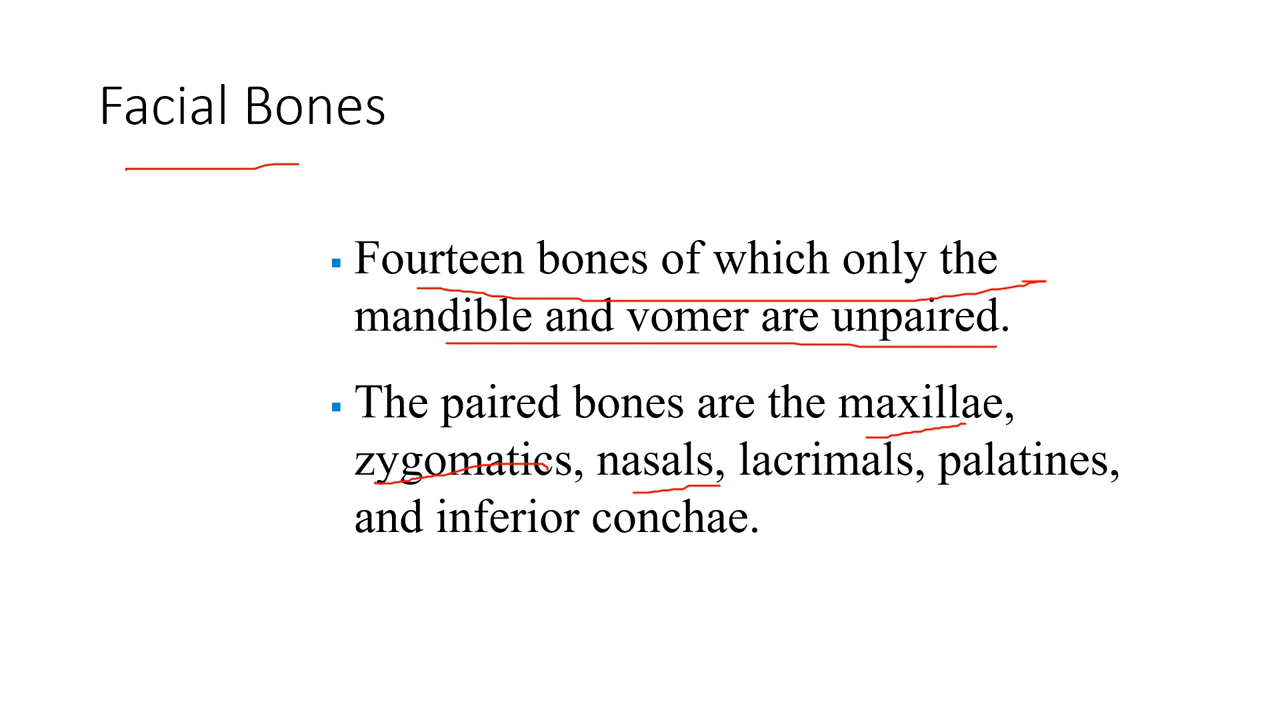 Facial Bones
▪ Fourteen bones of which only the
mandible and vomer are unpaired.
▪ The paired bones are the maxillae,
zygomatics, nasals, lacrimals, palatines,
and inferior conchae.